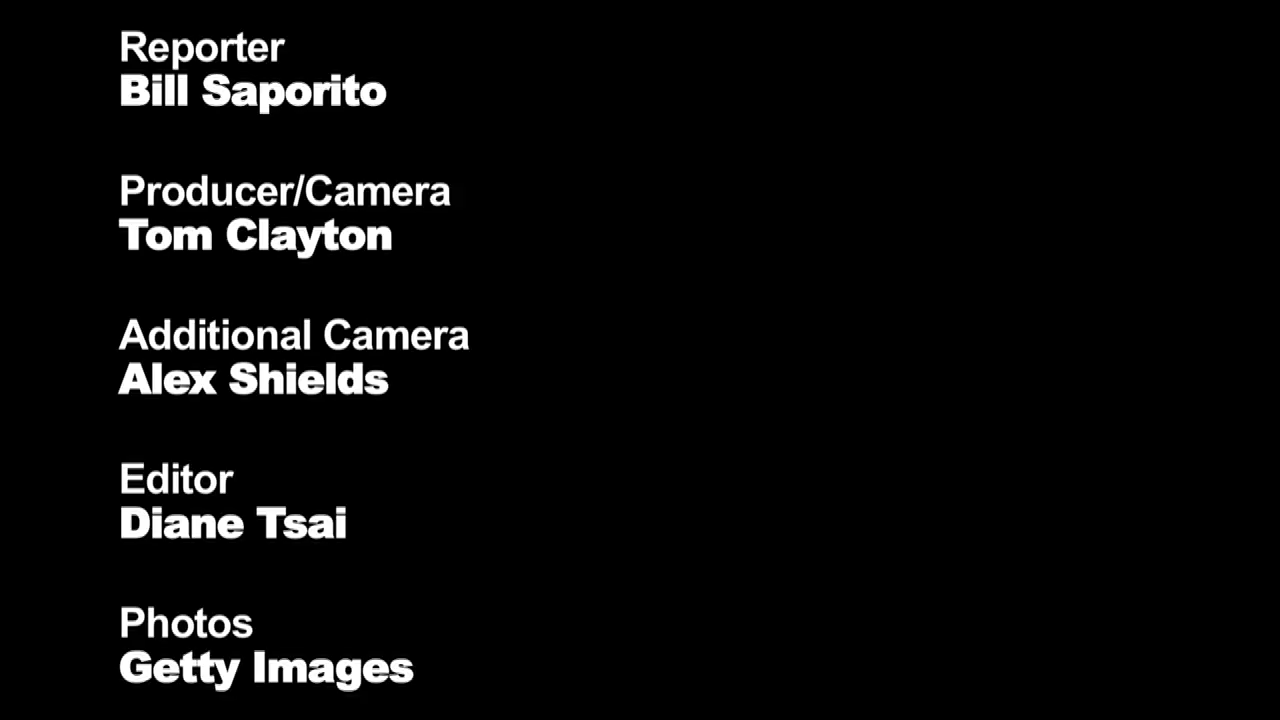 Reporter
Bill Saporito
Producer/Camera
Tom Clayton
Additional Camera
Alex Shields
Editor
Diane Tsai
Photos
Getty Images